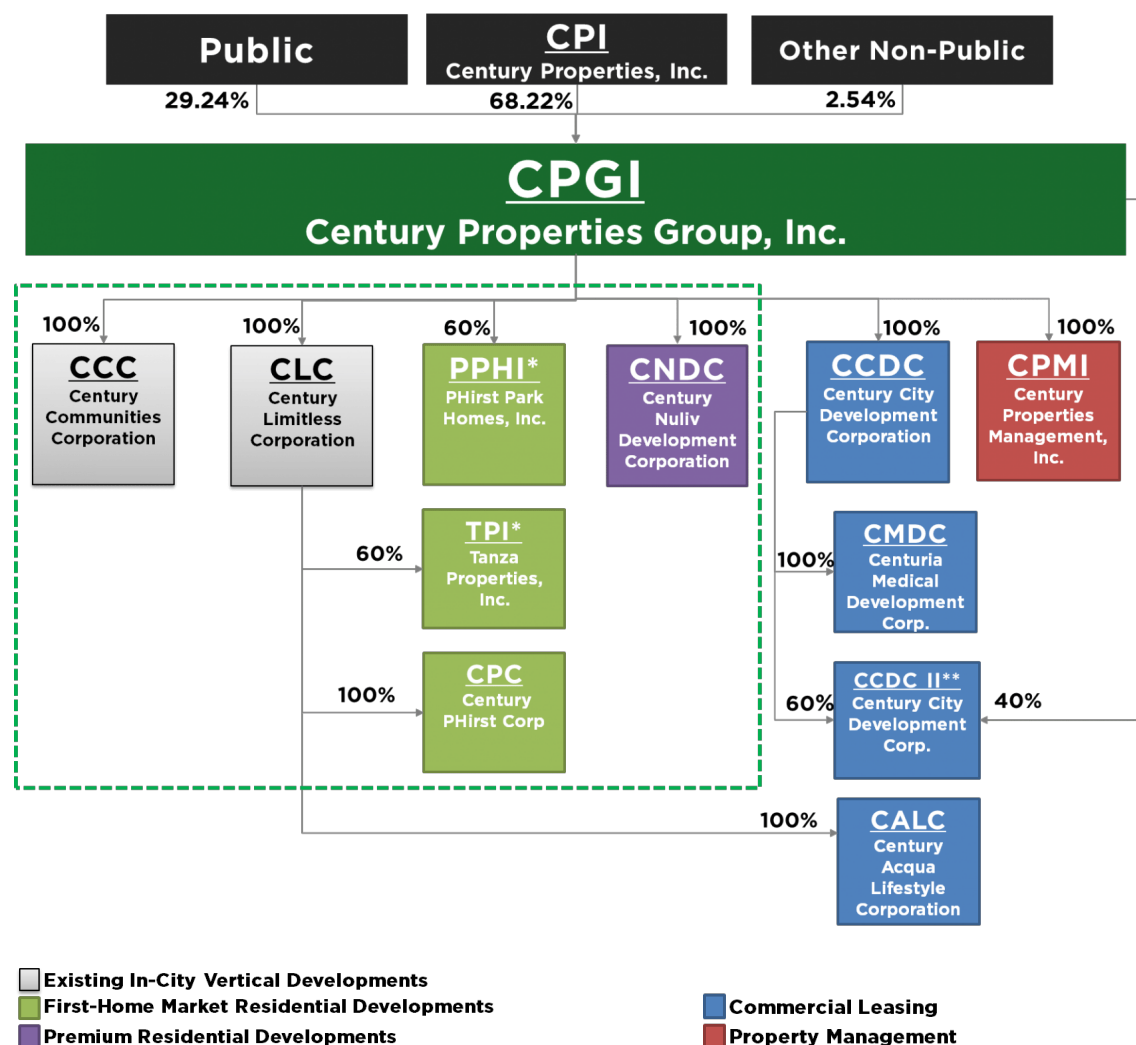 Public
CPI
Century Properties, Inc.
Other Non-Public
29.24%
68.22%
2.54%
CPGI
Century Properties Group, Inc.
100%
100%
60%
100%
100%
100%
CCC
Century
Communities
Corporation
CLC
Century
Limitless
Corporation
PPHI*
PHirst Park
Homes, Inc.
CNDC
Century
Nuliv
Development
Corporation
CCDC
Century City
Development
Corporation
CPMI
Century
Properties
Management,
Inc.
60%
TPI*
Tanza
Properties,
Inc.
100%
CMDC
Centuria
Medical
Development
Corp.
100%
CPC
Century
PHirst Corp
60%
CCDC II**
Century City
Development
Corp.
40%
100%
CALC
Century
Acqua
Lifestyle
Corporation
Existing In-City Vertical Developments
First-Home Market Residential Developments
Premium Residential Developments
Commercial Leasing
Property Management